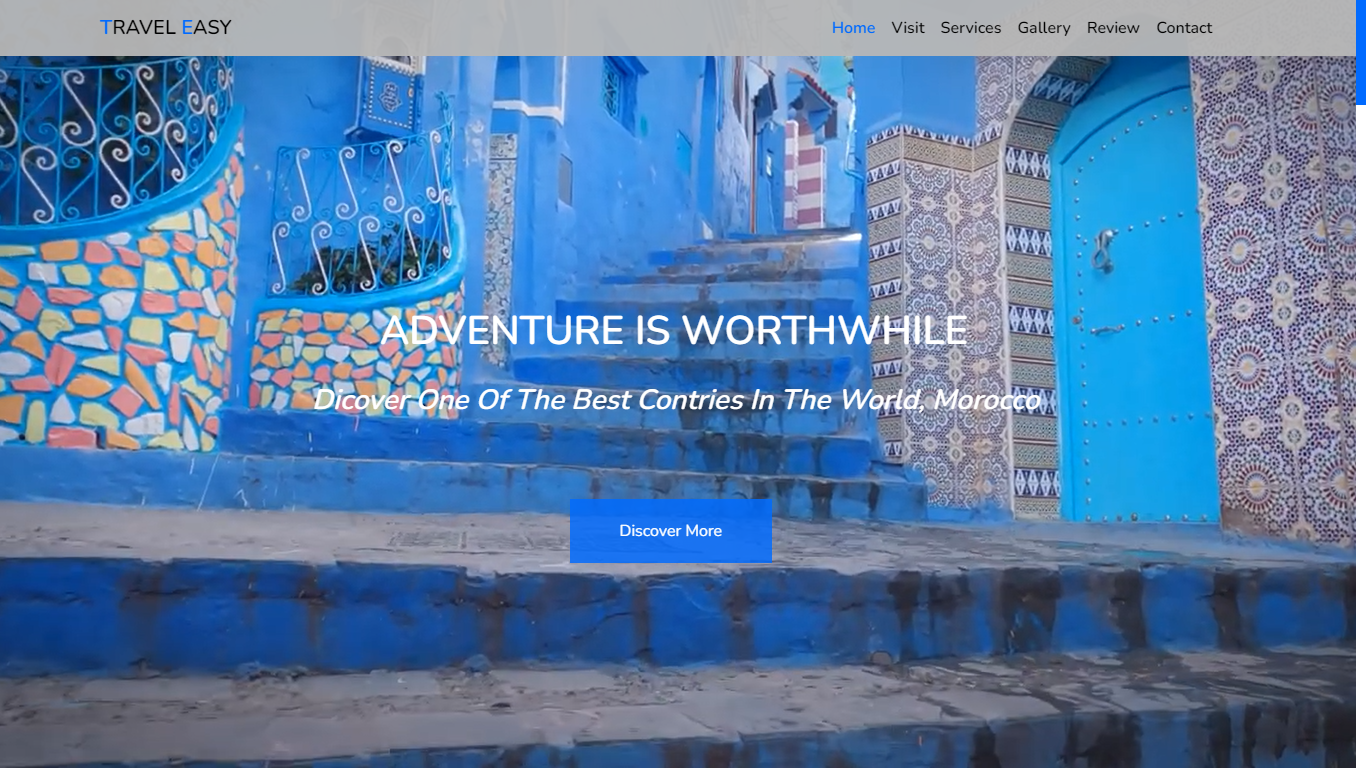 TRAVEL EASY
Home Visit Services Gallery Review Contact
ADVENTURE IS WORTHWHILE
Dicover One Of The Best Contries In The World, Morocco
Discover More